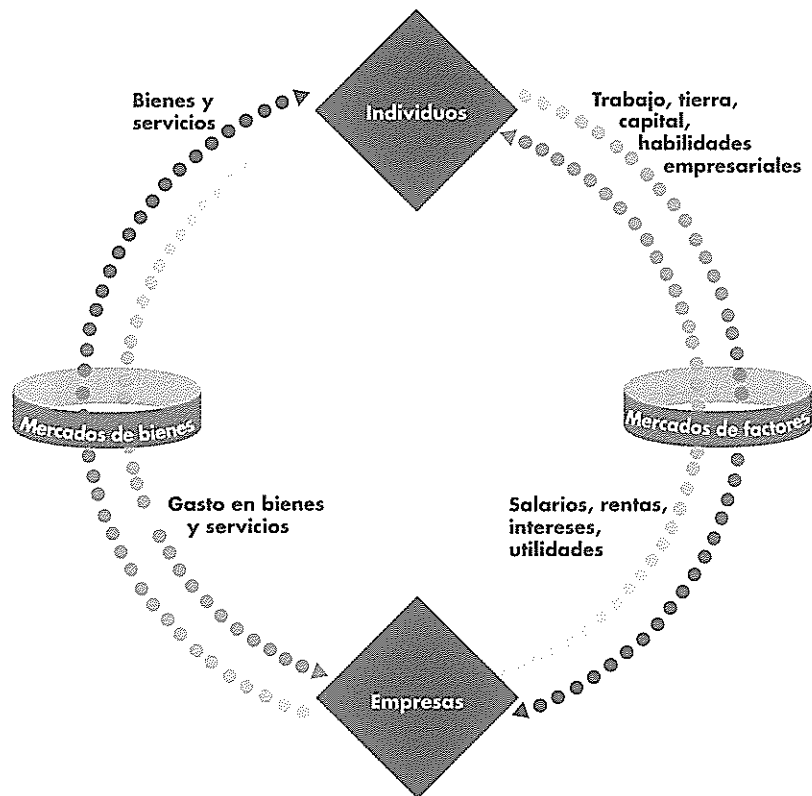 Bienes y
servicios
Individuos
Trabajo, tierra,
capital,
habilidades
empresariales
Mercados de bienes
Mercados de factores
Gasto en bienes
y servicios
Salarios, rentas,
intereses,
utilidades
Empresas